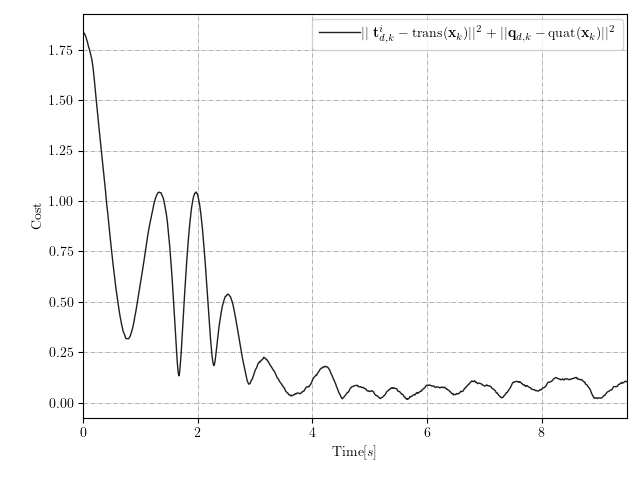 || t^i_{d,k} − trans(x_k)||^2 + ||q_{d,k} − quat(x_k)||^2
1.75
1.50
1.25
1.00
0.75
0.50
0.25
0.00
Cost
0 2 4 6 8
Time[s]